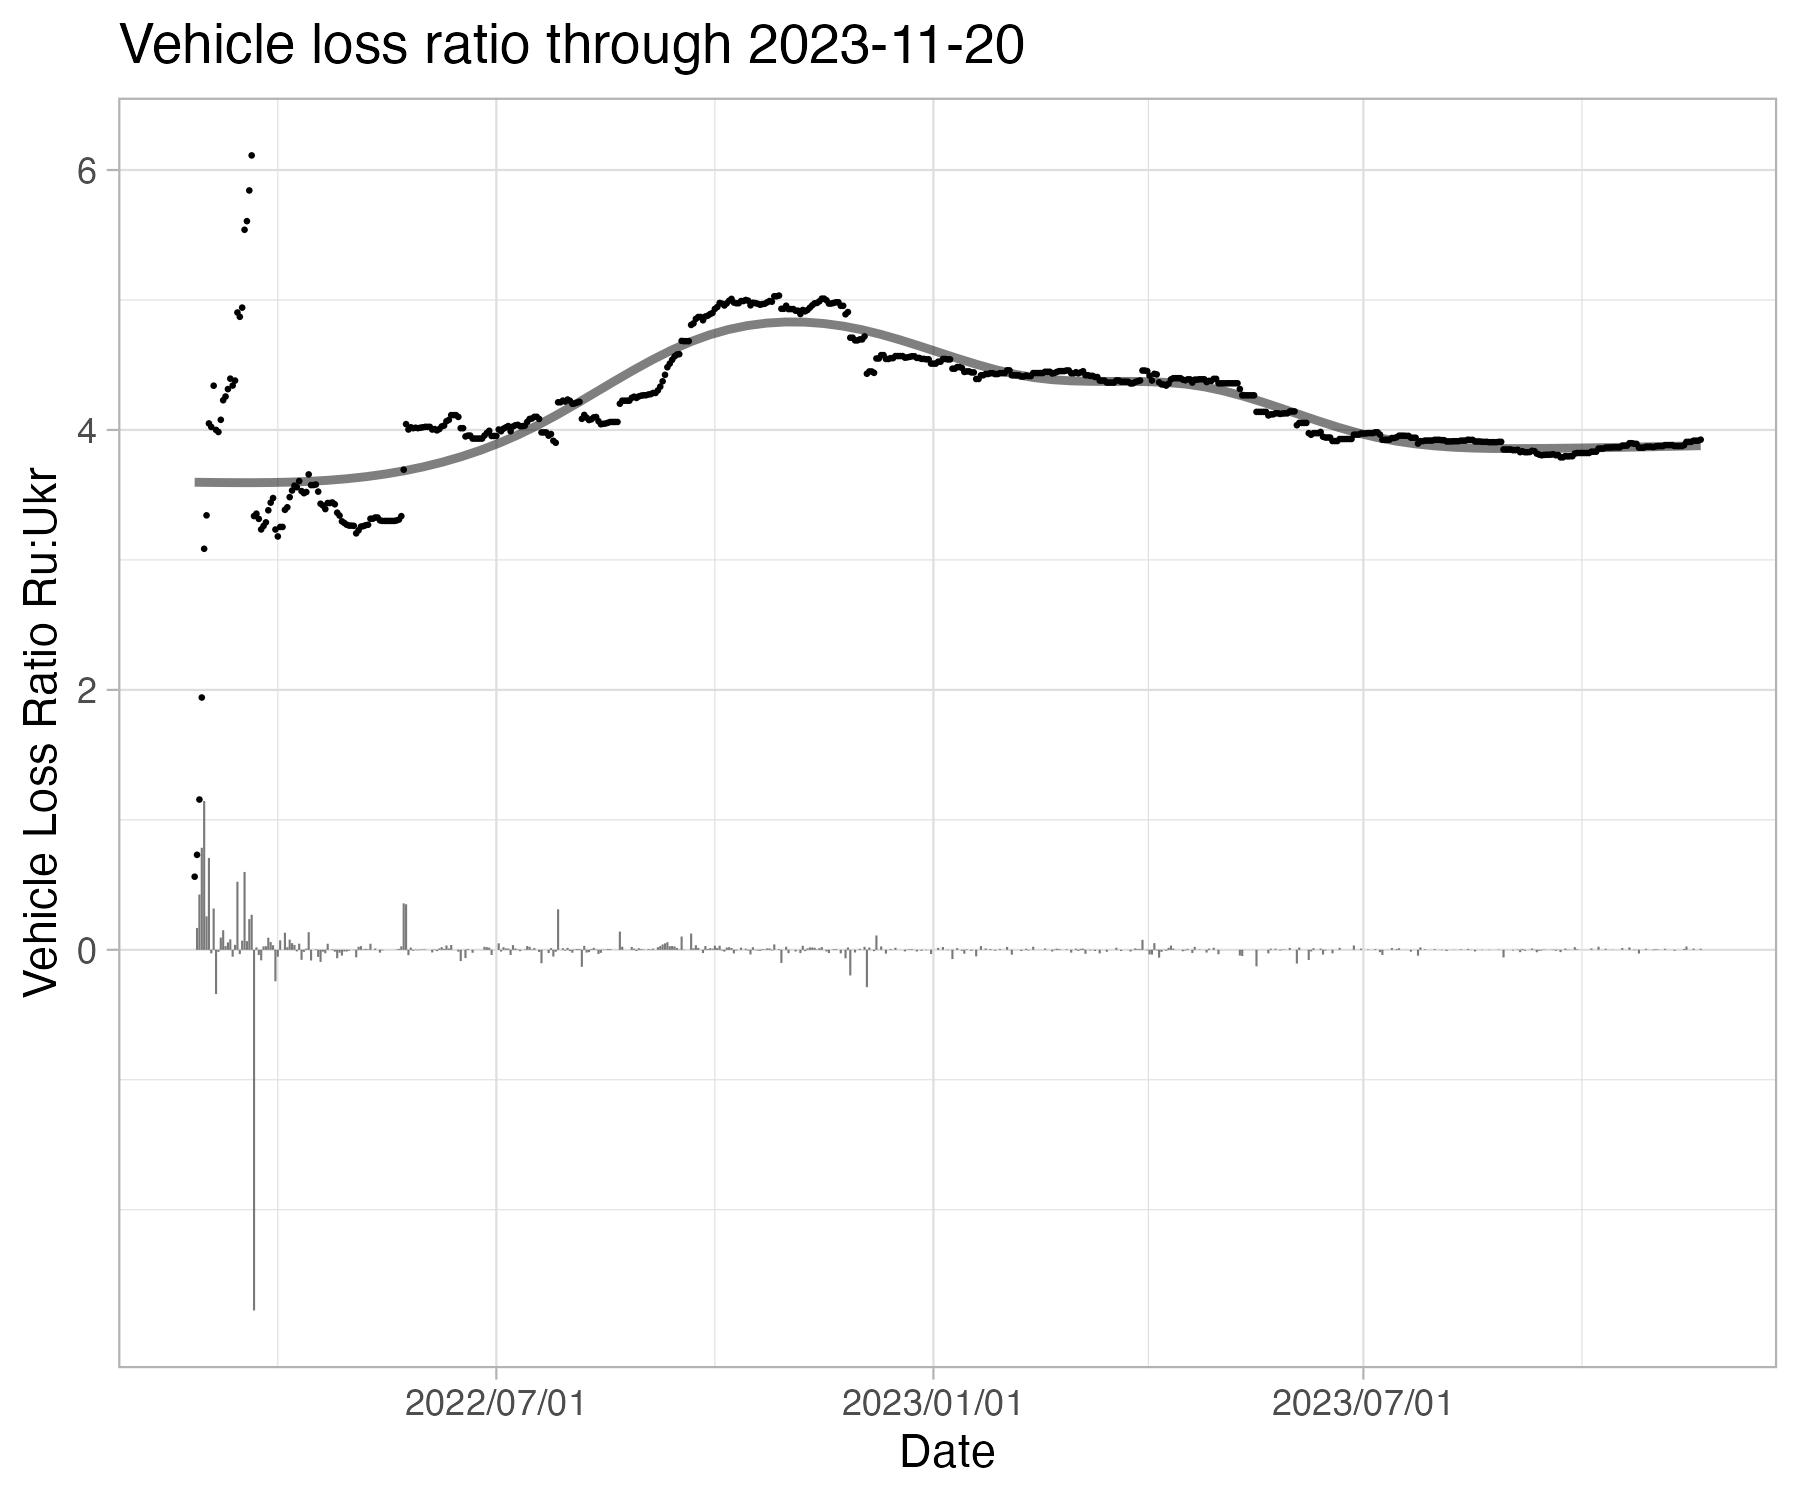 Vehicle loss ratio through 2023-11-20
Vehicle Loss Ratio Ru:Ukr
6
4
2
0
2022/07/01
2023/01/01
2023/07/01
Date